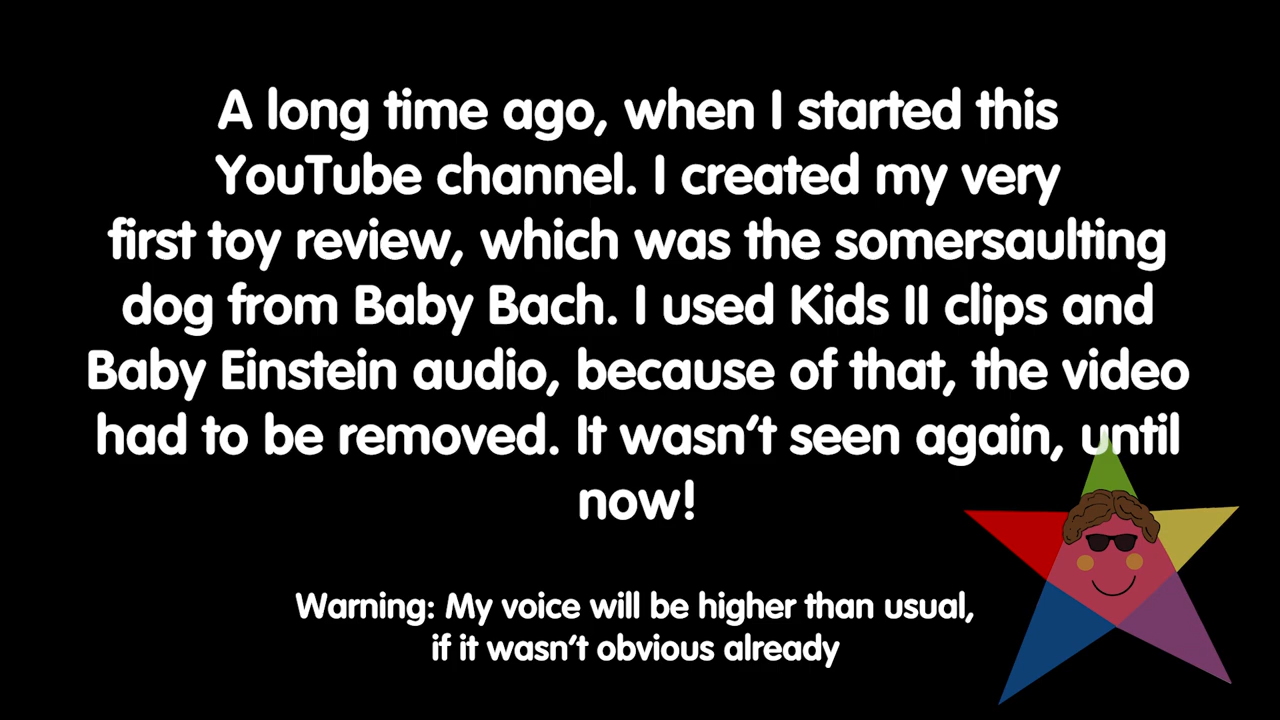 A long time ago, when I started this
YouTube channel. I created my very
first toy review, which was the somersaulting
dog from Baby Bach. I used Kids II clips and
Baby Einstein audio, because of that, the video
had to be removed. It wasn't seen again, until
now!
Warning: My voice will be higher than usual,
if it wasn't obvious already